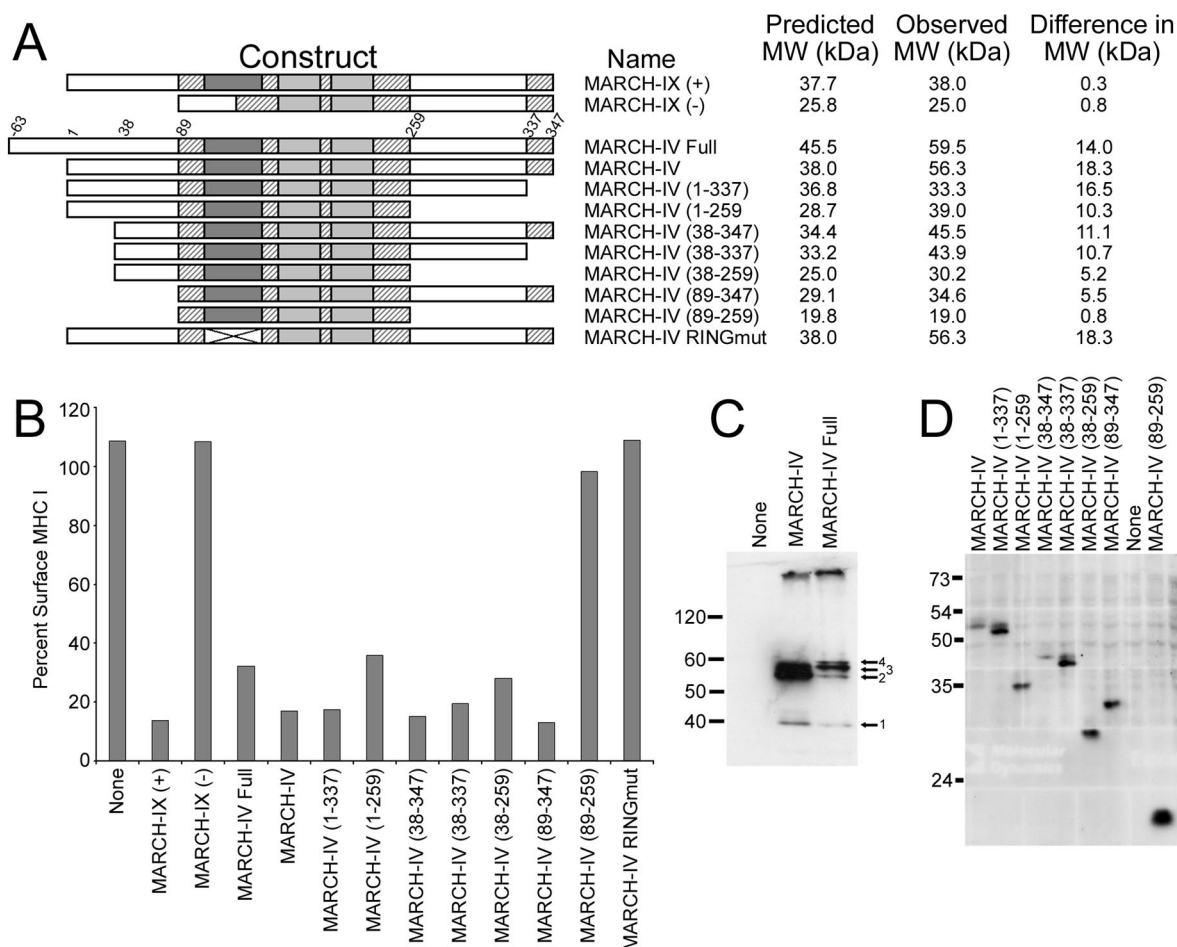 A
Construct
Name
Predicted MW (kDa)
Observed MW (kDa)
Difference in MW (kDa)
MARCH-IX (+) 37.7 38.0 0.3
MARCH-IX (-) 25.8 25.0 0.8
-63 1 38 89 259 337 347
MARCH-IV Full 45.5 59.5 14.0
MARCH-IV 38.0 56.3 18.3
MARCH-IV (1-337) 36.8 33.3 16.5
MARCH-IV (1-259 28.7 39.0 10.3
MARCH-IV (38-347) 34.4 45.5 11.1
MARCH-IV (38-337) 33.2 43.9 10.7
MARCH-IV (38-259) 25.0 30.2 5.2
MARCH-IV (89-347) 29.1 34.6 5.5
MARCH-IV (89-259) 19.8 19.0 0.8
MARCH-IV RINGmut 38.0 56.3 18.3
B
Percent Surface MHC I
120
100
80
60
40
20
0
None
MARCH-IX (+)
MARCH-IX (-)
MARCH-IV Full
MARCH-IV
MARCH-IV (1-337)
MARCH-IV (1-259)
MARCH-IV (38-347)
MARCH-IV (38-337)
MARCH-IV (38-259)
MARCH-IV (89-347)
MARCH-IV (89-259)
MARCH-IV RINGmut
C
None
MARCH-IV
MARCH-IV Full
120
60
50
40
4
3
2
1
D
MARCH-IV
MARCH-IV (1-337)
MARCH-IV (1-259
MARCH-IV (38-347)
MARCH-IV (38-337)
MARCH-IV (38-259)
MARCH-IV (89-347)
None
MARCH-IV (89-259)
73
54
50
35
24
Molecular
Dynamics